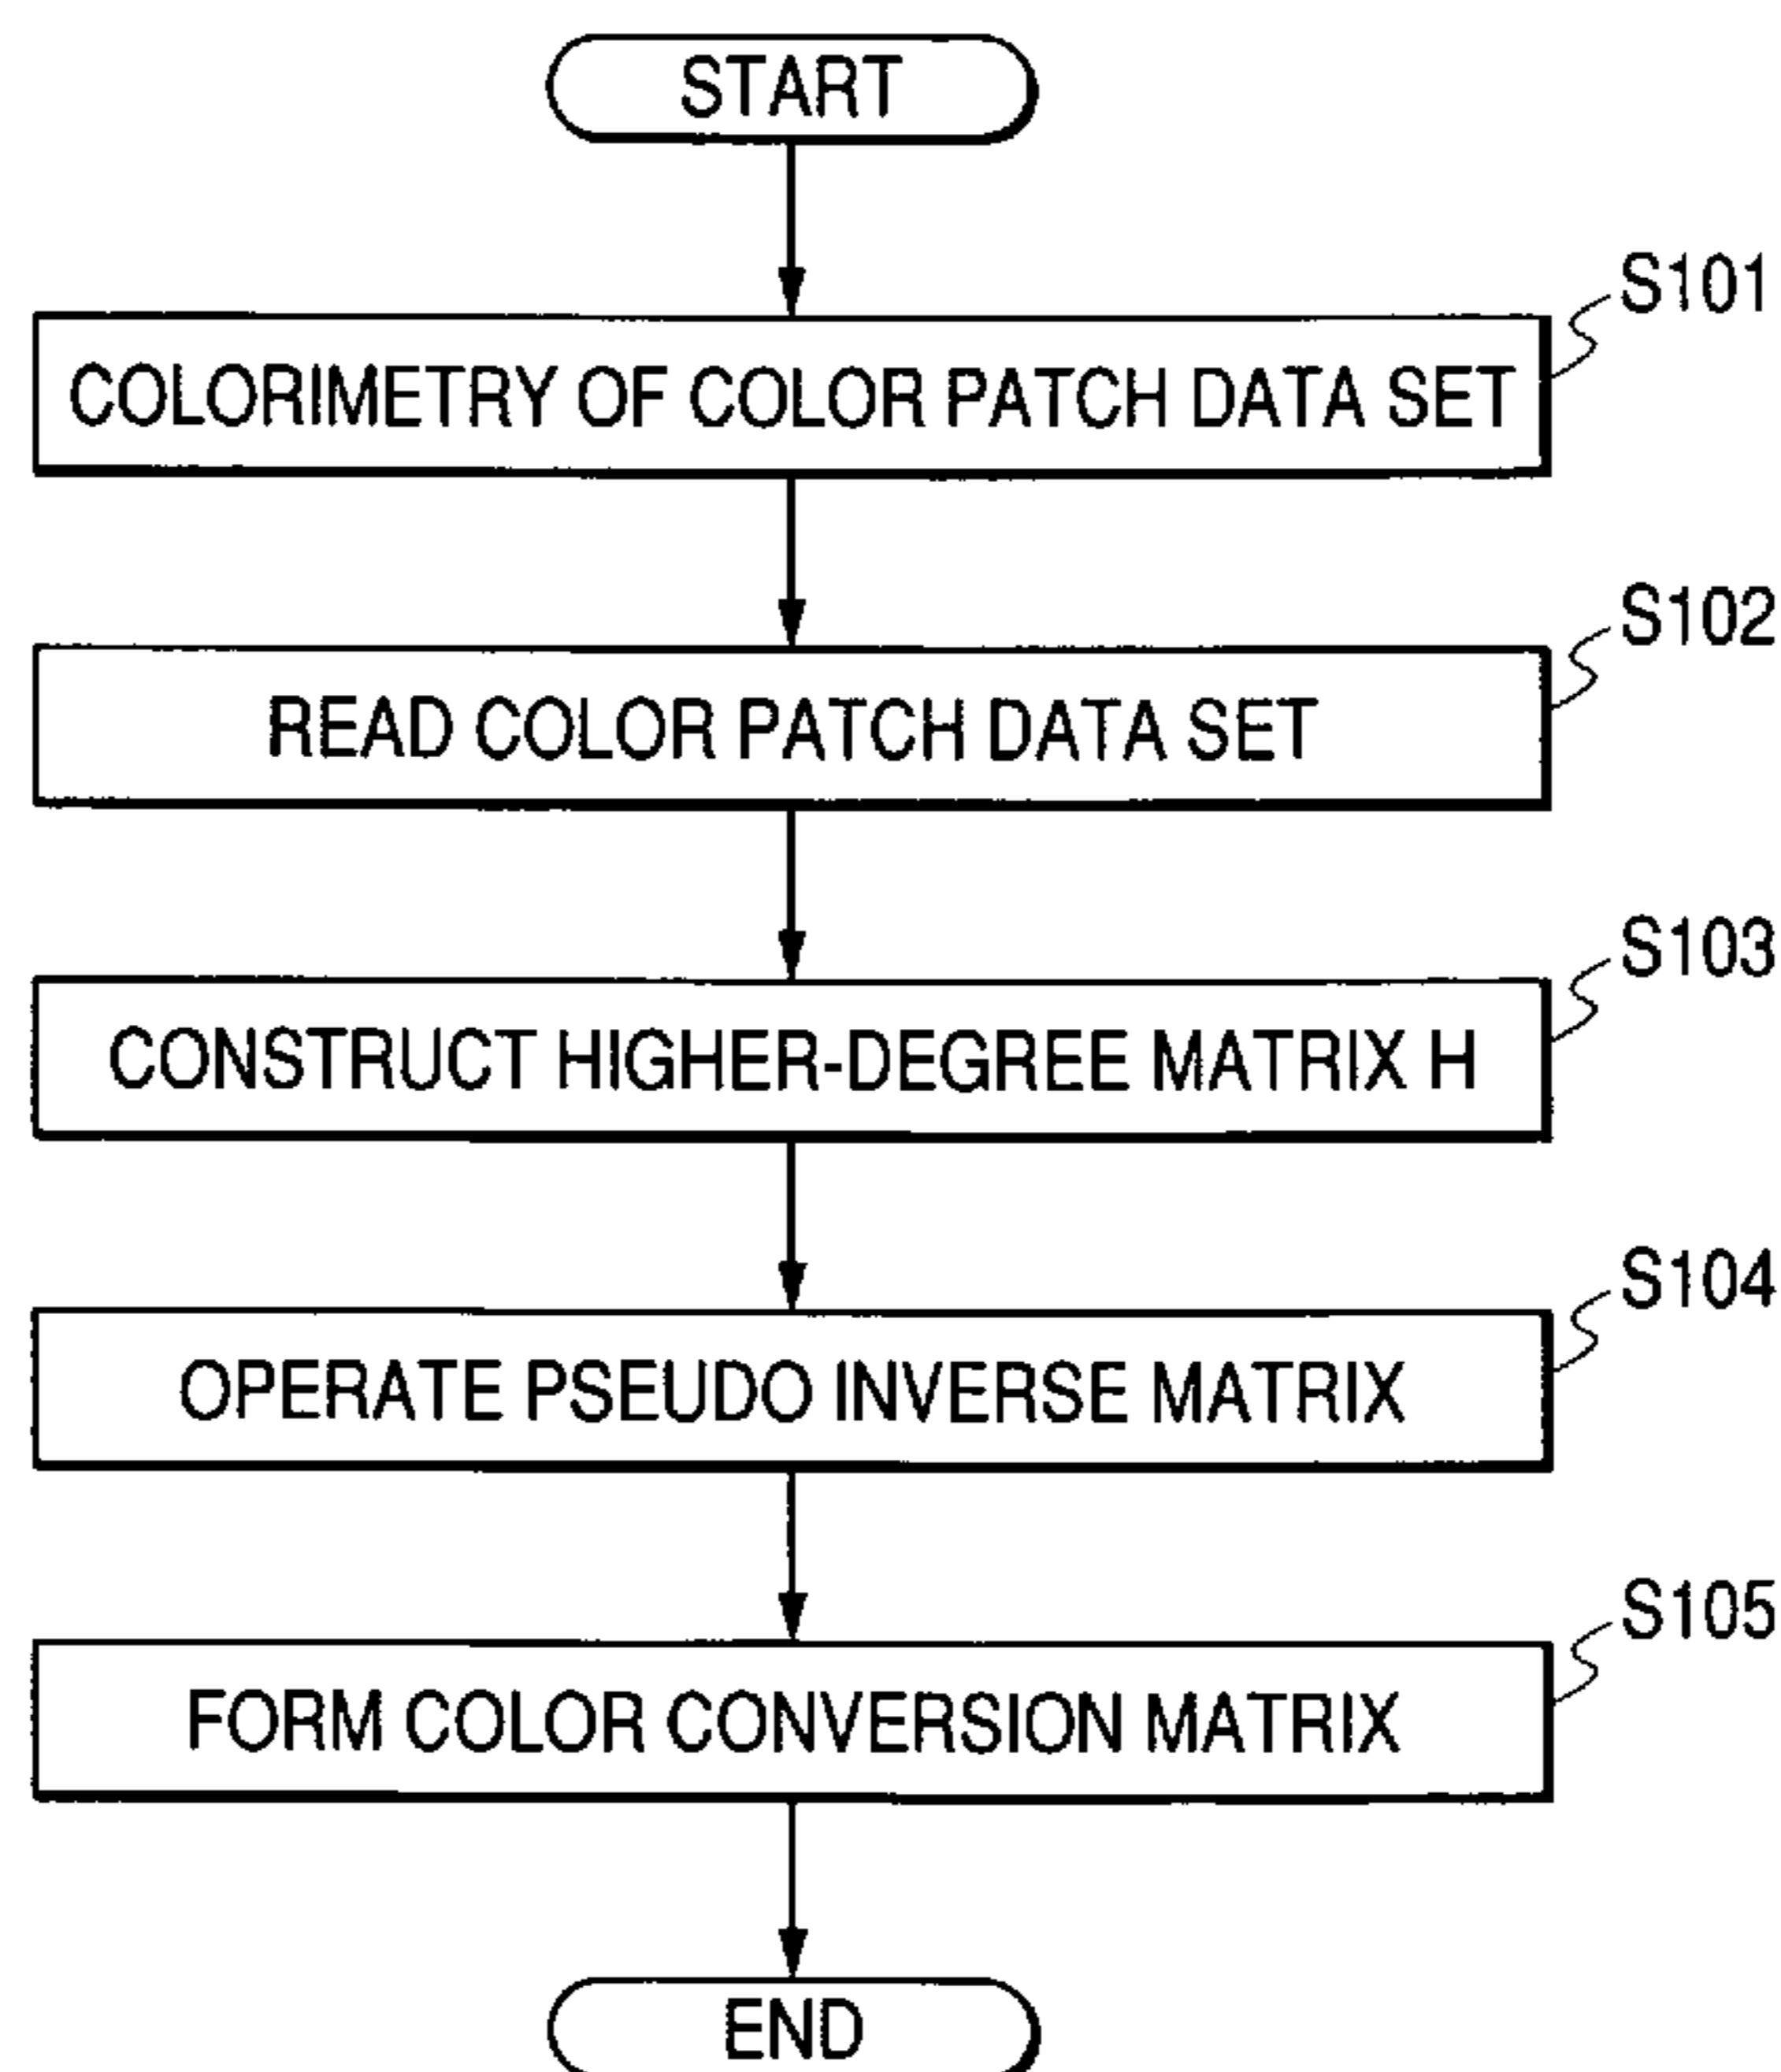 START
S101
COLORIMETRY OF COLOR PATCH DATA SET
S102
READ COLOR PATCH DATA SET
S103
CONSTRUCT HIGHER-DEGREE MATRIX H
S104
OPERATE PSEUDO INVERSE MATRIX
S105
FORM COLOR CONVERSION MATRIX
END